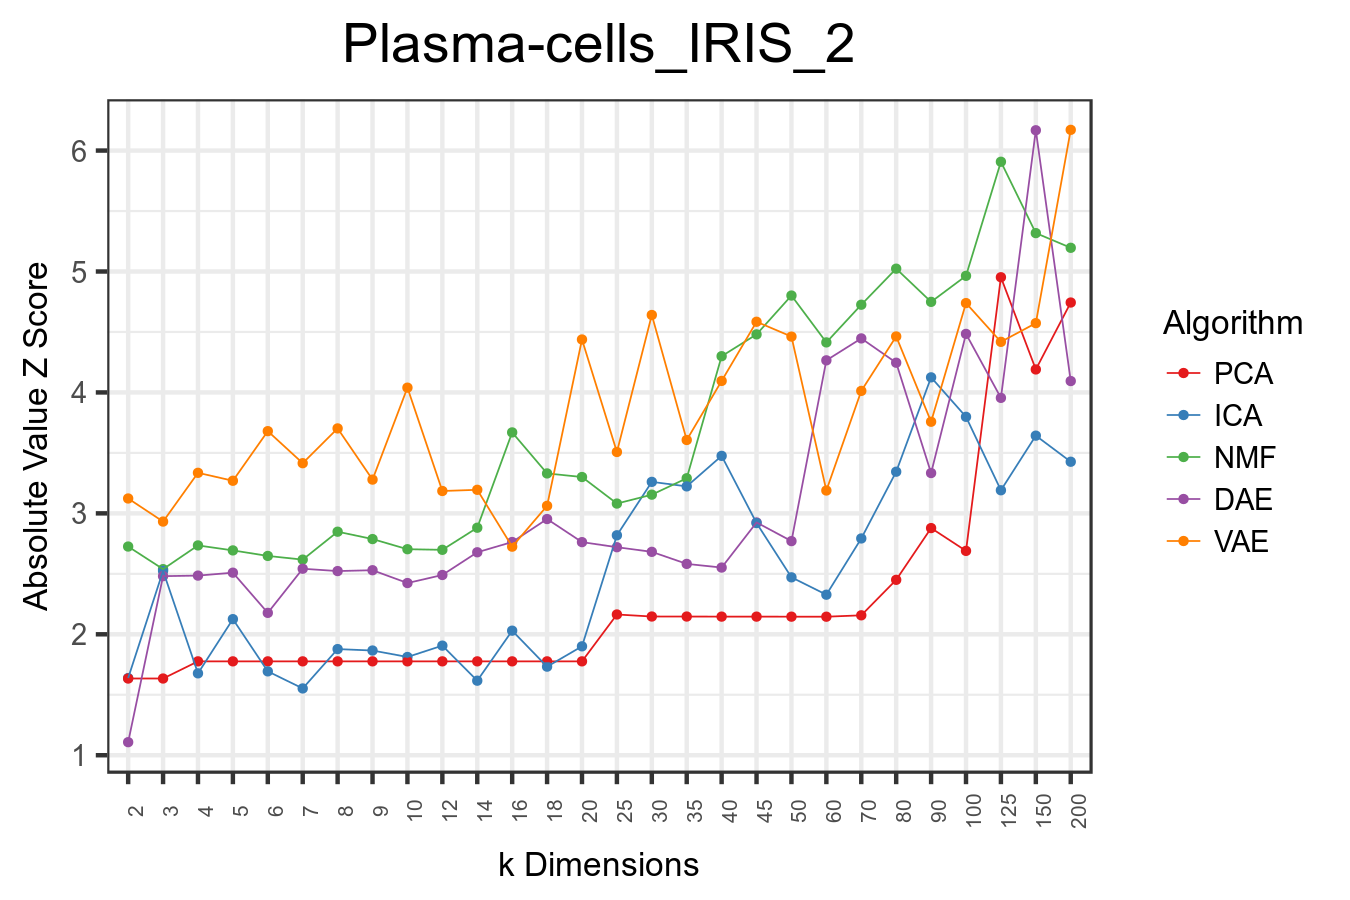 Plasma-cells_IRIS_2
Absolute Value Z Score
6
5
4
3
2
1
2 3 4 5 6 7 8 9 10 12 14 16 18 20 25 30 35 40 45 50 60 70 80 90 100 125 150 200
k Dimensions
Algorithm
PCA
ICA
NMF
DAE
VAE